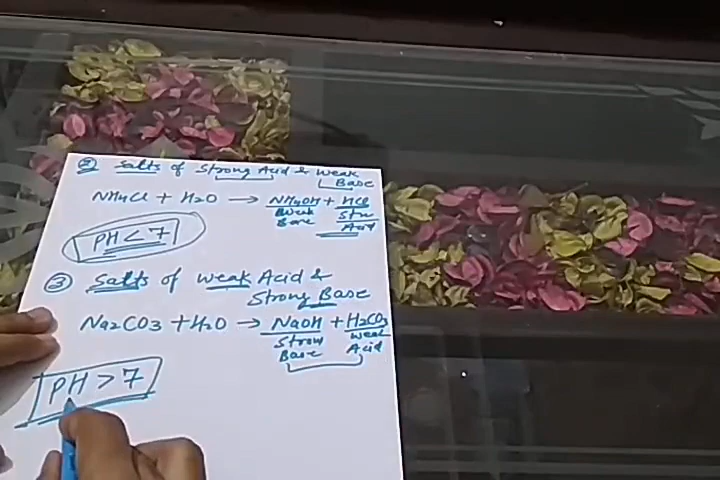 ② Salts of Strong Acid & Weak
Base
NH4Cl + H2O → NH4OH + HCl
Weak Strong
Base Acid
PH < 7
③ Salts of weak Acid &
Strong Base
Na2CO3 + H2O → NaOH + H2CO3
Strong weak
Base Acid
PH > 7